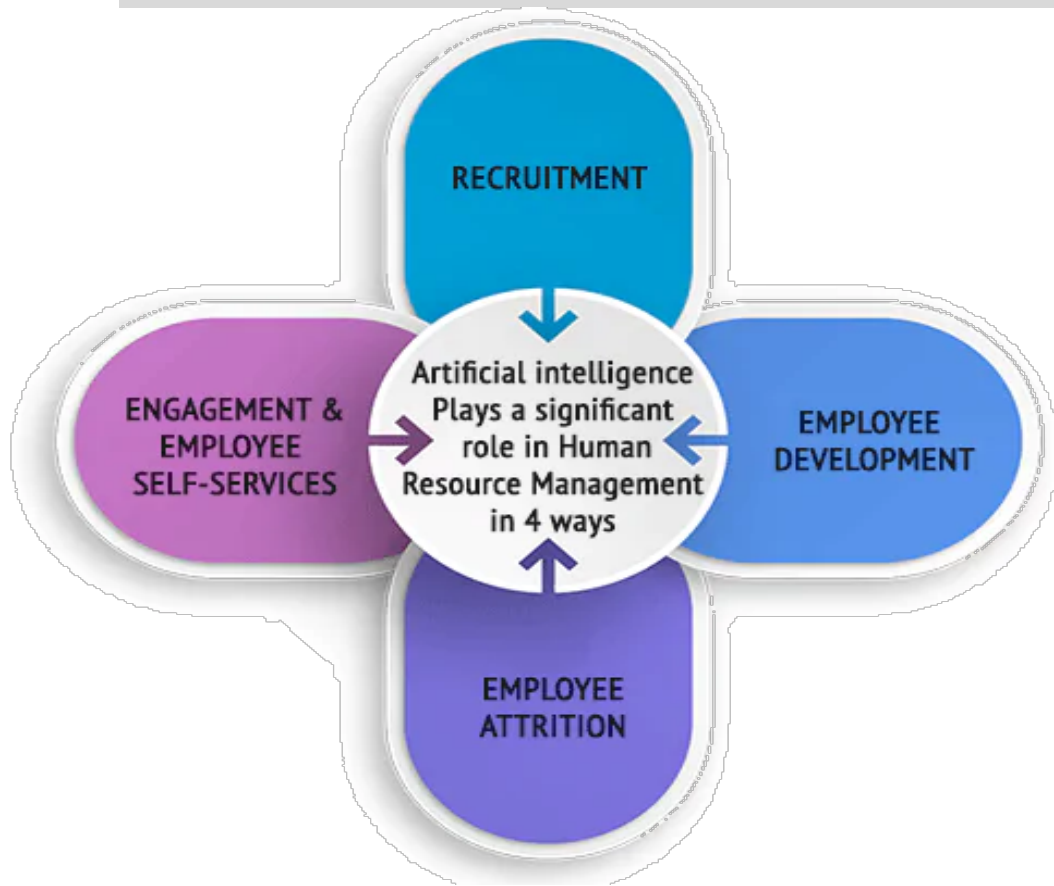 RECRUITMENT
ENGAGEMENT &
EMPLOYEE
SELF-SERVICES
Artificial intelligence
Plays a significant
role in Human
Resource Management
in 4 ways
EMPLOYEE
DEVELOPMENT
EMPLOYEE
ATTRITION